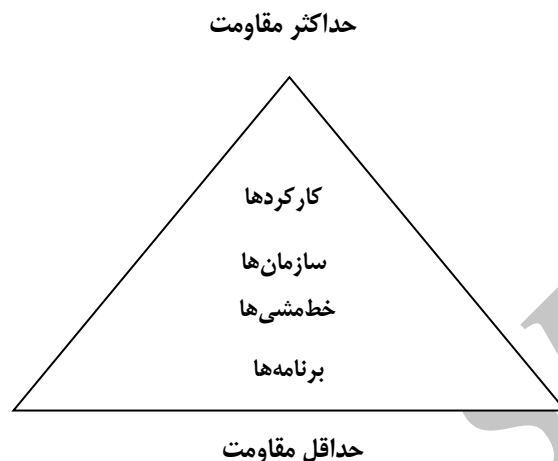 حداکثر مقاومت
کارکردها
سازمان‌ها
خط‌مشی‌ها
برنامه‌ها
حداقل مقاومت